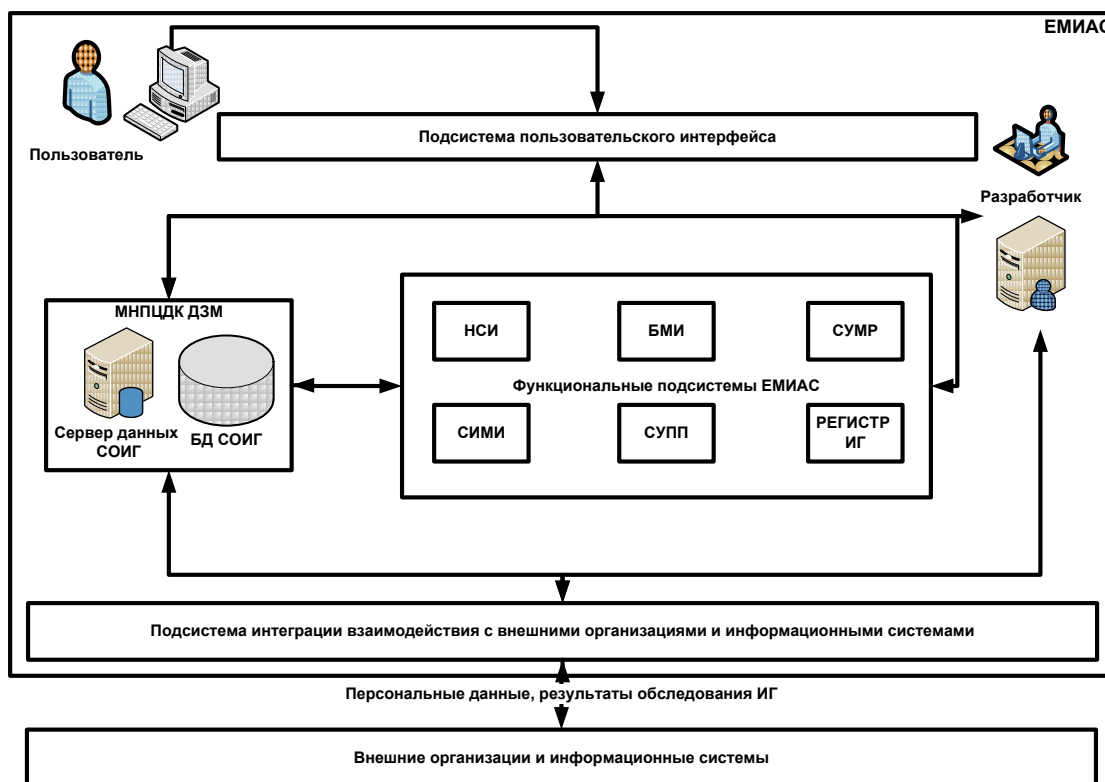 ЕМИАС
Пользователь
Подсистема пользовательского интерфейса
Разработчик
МНПЦДК ДЗМ
Сервер данных
СОИГ
БД СОИГ
НСИ
БМИ
СУМР
Функциональные подсистемы ЕМИАС
СИМИ
СУПП
РЕГИСТР
ИГ
Подсистема интеграции взаимодействия с внешними организациями и информационными системами
Персональные данные, результаты обследования ИГ
Внешние организации и информационные системы